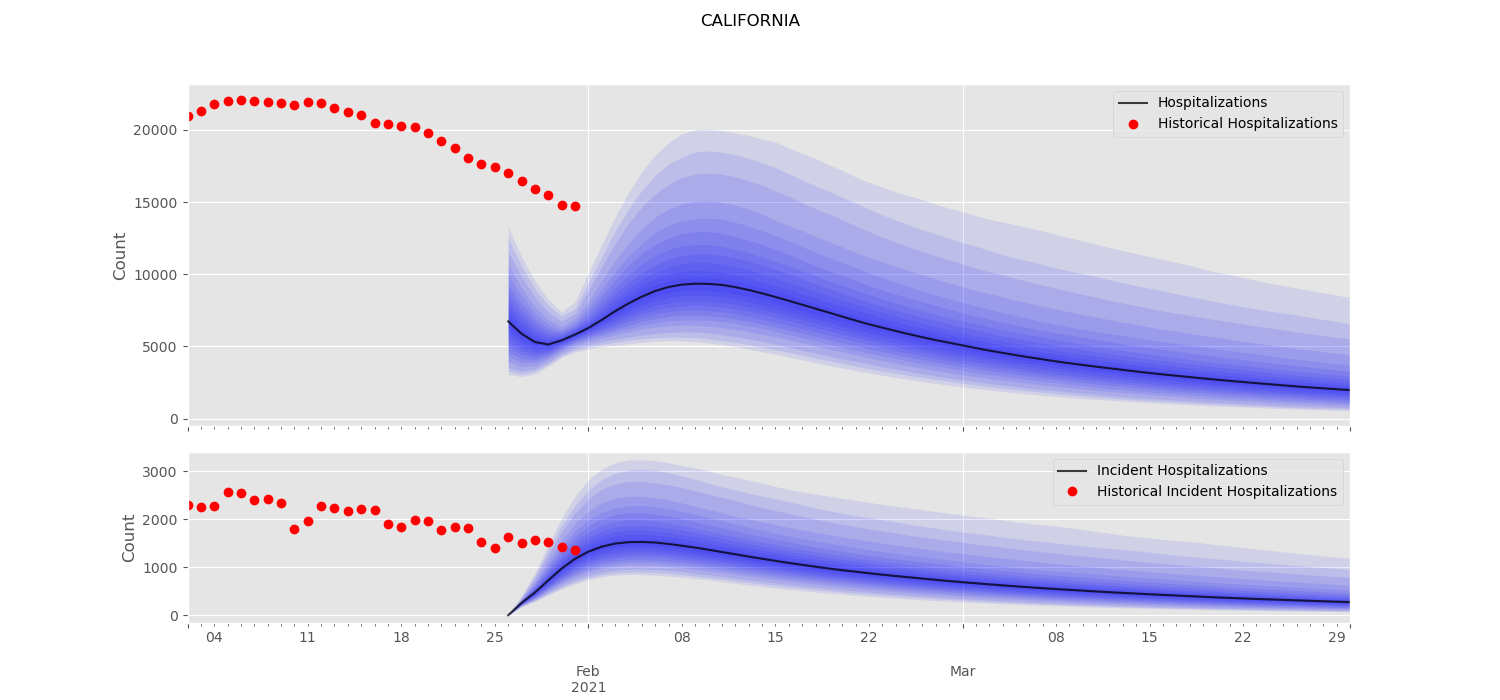 CALIFORNIA
Hospitalizations
Historical Hospitalizations
20000
15000
10000
5000
0
Count
Incident Hospitalizations
Historical Incident Hospitalizations
3000
2000
1000
0
Count
04 11 18 25 08 15 22 08 15 22 29
Feb Mar
2021